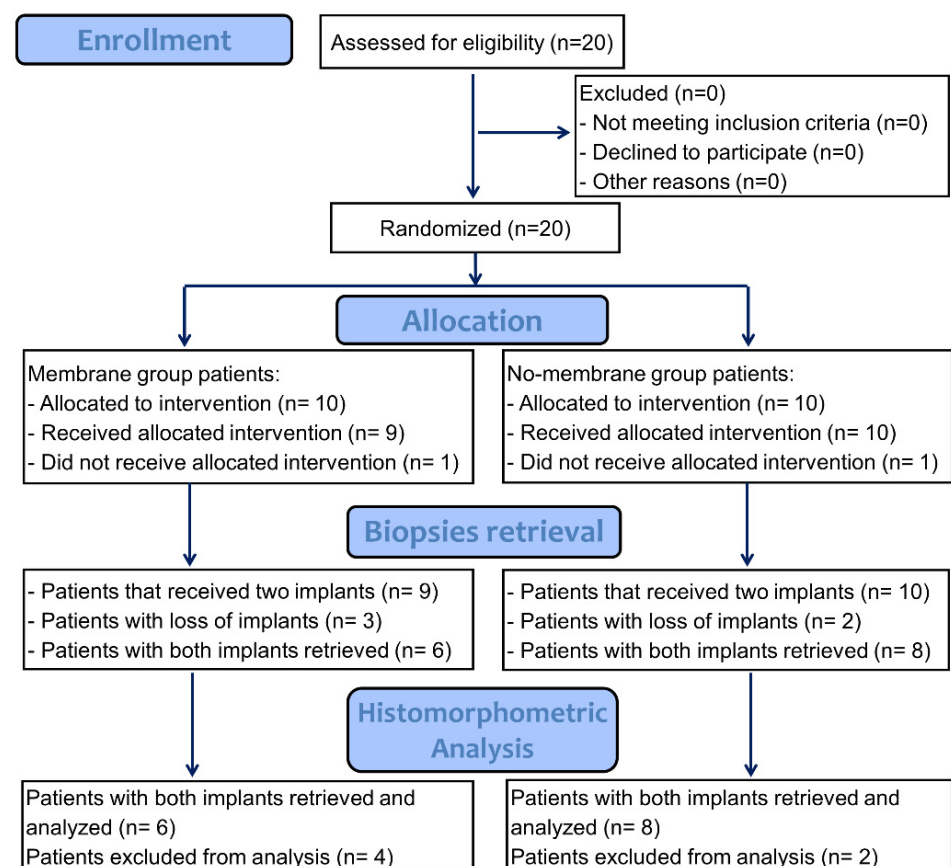 Enrollment
Assessed for eligibility (n=20)
Excluded (n=0)
- Not meeting inclusion criteria (n=0)
- Declined to participate (n=0)
- Other reasons (n=0)
Randomized (n=20)
Allocation
Membrane group patients:
- Allocated to intervention (n= 10)
- Received allocated intervention (n= 9)
- Did not receive allocated intervention (n= 1)
No-membrane group patients:
- Allocated to intervention (n= 10)
- Received allocated intervention (n= 10)
- Did not receive allocated intervention (n= 1)
Biopsies retrieval
- Patients that received two implants (n= 9)
- Patients with loss of implants (n= 3)
- Patients with both implants retrieved (n= 6)
- Patients that received two implants (n= 10)
- Patients with loss of implants (n= 2)
- Patients with both implants retrieved (n= 8)
Histomorphometric
Analysis
Patients with both implants retrieved and
analyzed (n= 6)
Patients excluded from analysis (n= 4)
Patients with both implants retrieved and
analyzed (n= 8)
Patients excluded from analysis (n= 2)